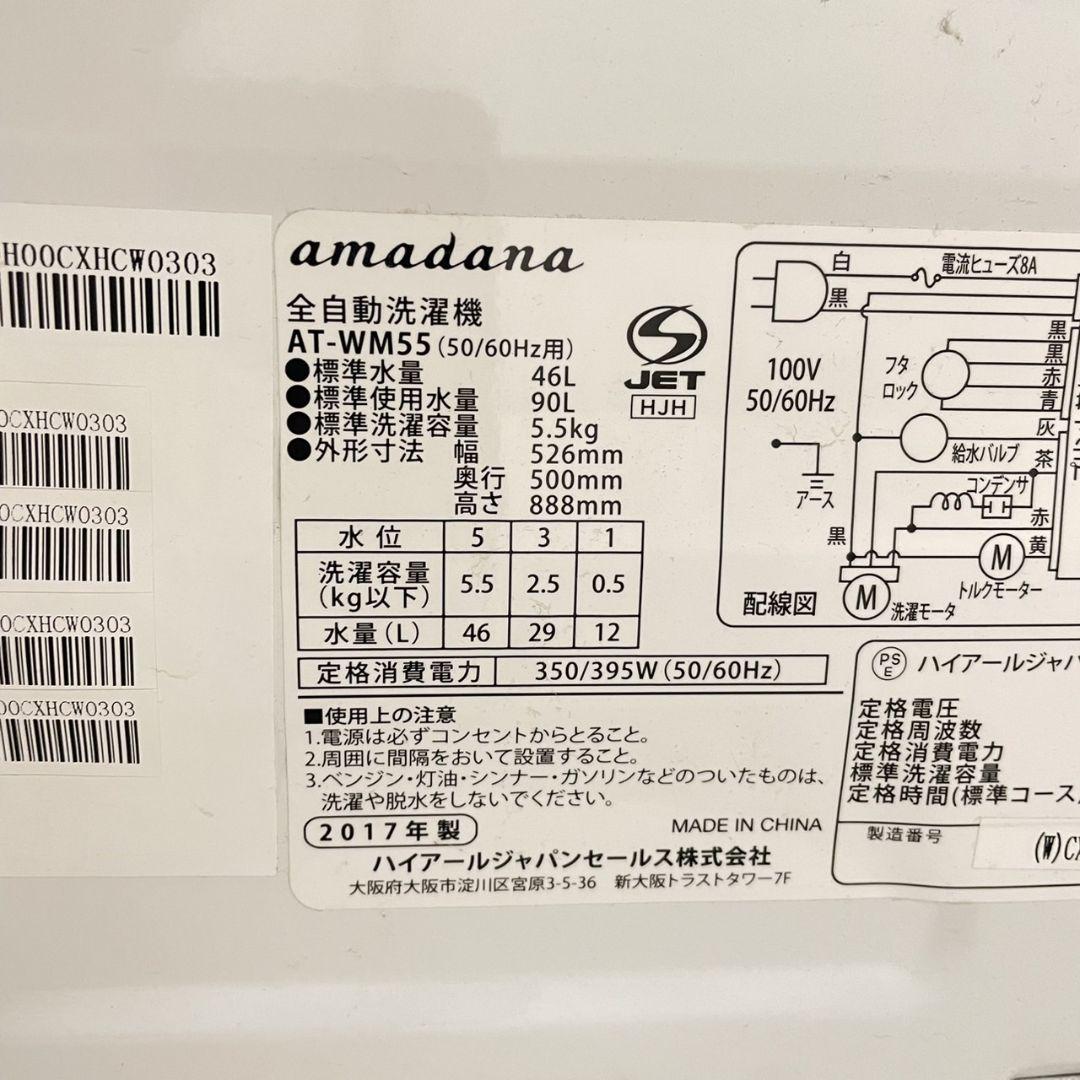 H00CXHCW0303
0CXHCW0303
0CXHCW0303
0CXHCW0303
00CXHCW0303
amadana
全自動洗濯機
AT-WM55(50/60Hz用)
●標準水量 46L
●標準使用水量 90L
●標準洗濯容量 5.5kg
●外形寸法 幅 526mm
奥行 500mm
高さ 888mm
JET
HJH
水位 5 3 1
洗濯容量(kg以下) 5.5 2.5 0.5
水量(L) 46 29 12
定格消費電力 350/395W(50/60Hz)
■使用上の注意
1.電源は必ずコンセントからとること。
2.周囲に間隔をおいて設置すること。
3.ベンジン・灯油・シンナー・ガソリンなどのついたものは、
洗濯や脱水をしないでください。
2017年製
MADE IN CHINA
ハイアールジャパンセールス株式会社
大阪府大阪市淀川区宮原3-5-36 新大阪トラストタワー7F
白
電流ヒューズ8A
黒
100V
50/60Hz
アース
フタ
ロック
黒
黒
赤
青
灰
給水バルブ
茶
コンデンサ
赤
黒
黄
M
トルクモーター
M
洗濯モータ
配線図
PS
E
ハイアールジャパ
定格電圧
定格周波数
定格消費電力
標準洗濯容量
定格時間(標準コース
製造番号
(W)CX